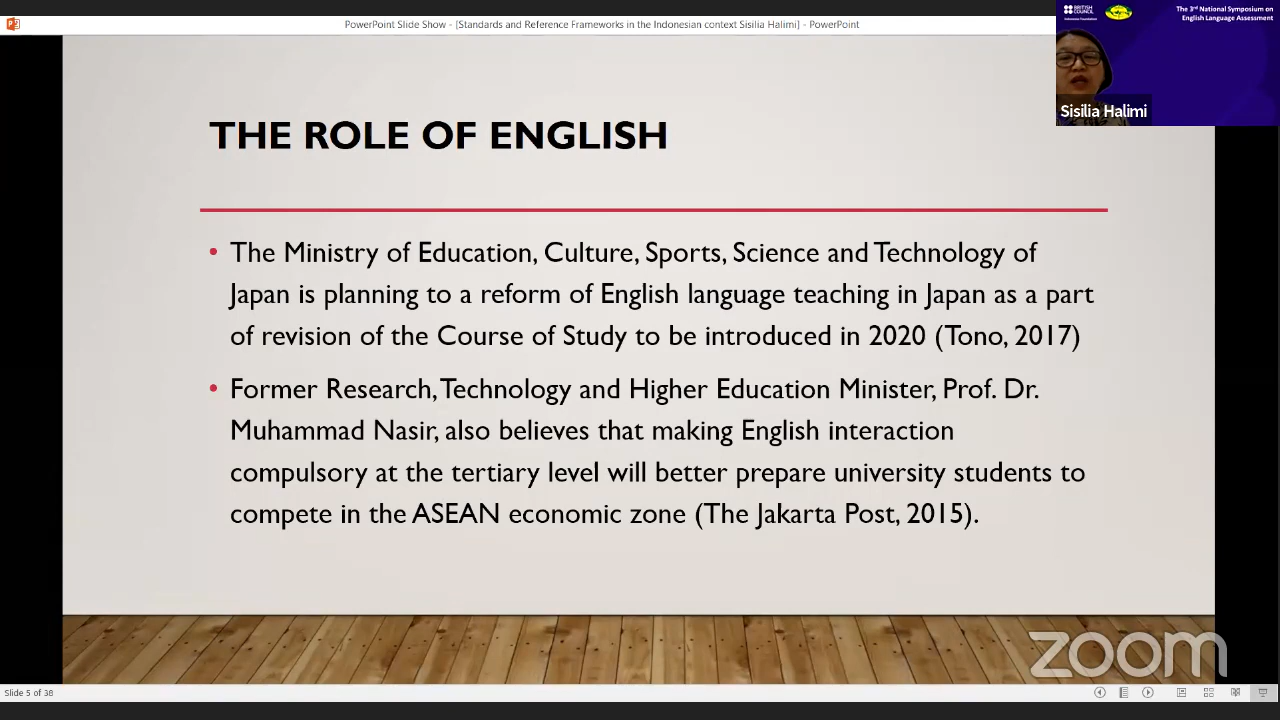 PowerPoint Slide Show - [Standards and Reference Frameworks in the Indonesian context Sisilia Halimi] - PowerPoint
BRITISH
COUNCIL
The 3rd National Symposium on
English Language Assessment
Sisilia Halimi
THE ROLE OF ENGLISH
• The Ministry of Education, Culture, Sports, Science and Technology of
Japan is planning to a reform of English language teaching in Japan as a part
of revision of the Course of Study to be introduced in 2020 (Tono, 2017)
• Former Research, Technology and Higher Education Minister, Prof. Dr.
Muhammad Nasir, also believes that making English interaction
compulsory at the tertiary level will better prepare university students to
compete in the ASEAN economic zone (The Jakarta Post, 2015).
zoom
Slide 5 of 38